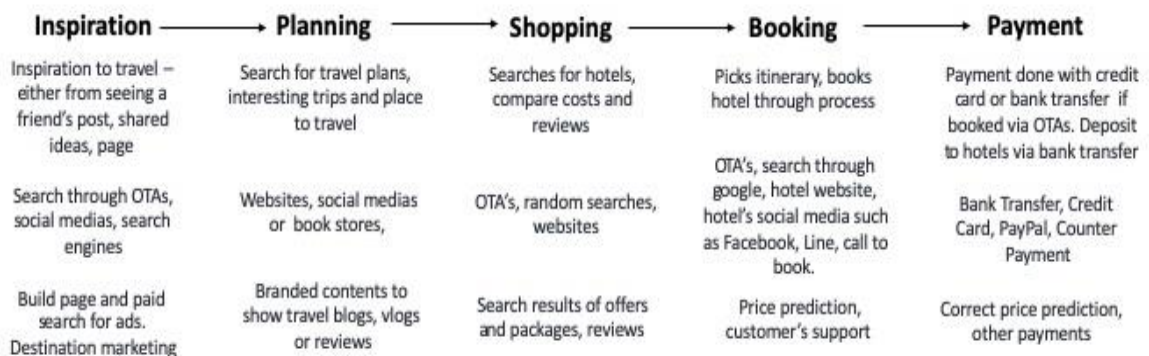 Inspiration
Planning
Shopping
Booking
Payment
Inspiration to travel –
either from seeing a
friend's post, shared
ideas, page
Search for travel plans,
interesting trips and place
to travel
Searches for hotels,
compare costs and
reviews
Picks itinerary, books
hotel through process
Payment done with credit
card or bank transfer if
booked via OTAs. Deposit
to hotels via bank transfer
Search through OTAs,
social medias, search
engines
Websites, social medias
or book stores,
OTA's, random searches,
websites
OTA's, search through
google, hotel website,
hotel's social media such
as Facebook, Line, call to
book.
Bank Transfer, Credit
Card, PayPal, Counter
Payment
Build page and paid
search for ads.
Destination marketing
Branded contents to
show travel blogs, vlogs
or reviews
Search results of offers
and packages, reviews
Price prediction,
customer's support
Correct price prediction,
other payments